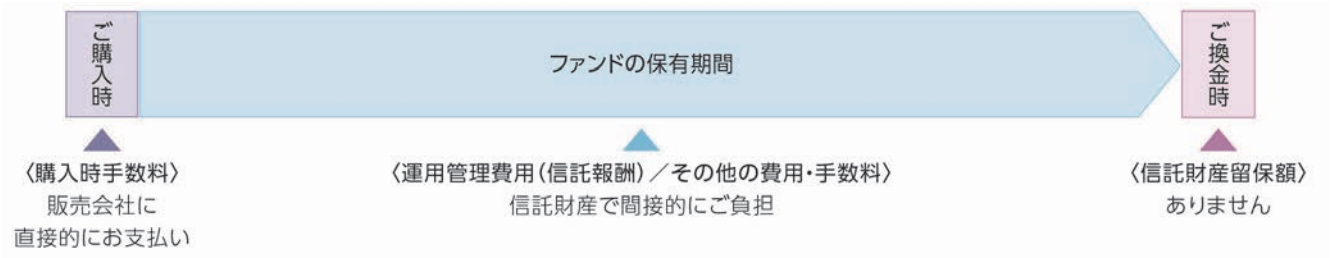 ご購入時
ファンドの保有期間
ご換金時
〈購入時手数料〉
販売会社に
直接的にお支払い
〈運用管理費用(信託報酬)／その他の費用・手数料〉
信託財産で間接的にご負担
〈信託財産留保額〉
ありません